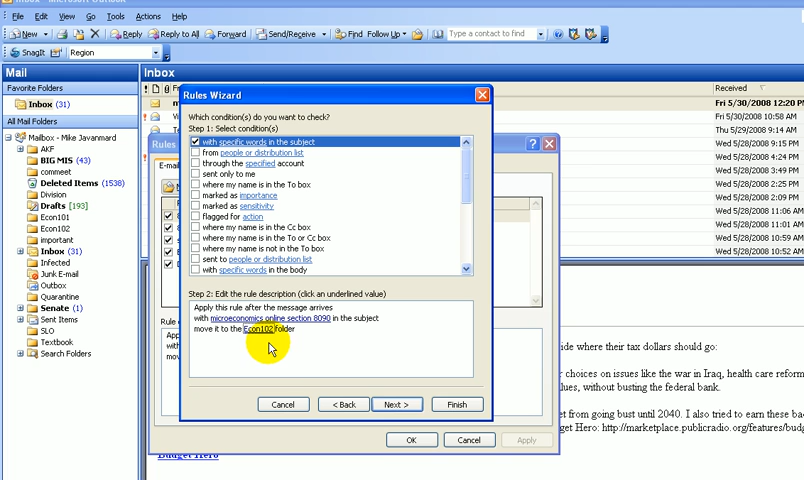 File Edit View Go Tools Actions Help
New Reply Reply to All Forward Send/Receive Find Follow Up Type a contact to find
SnagIt Region
Mail
Inbox
Favorite Folders
Inbox (31)
All Mail Folders
Mailbox - Mike Javanmard
AKF
BIG MIS (43)
commeet
Deleted Items (1538)
Division
Drafts [193]
Econ101
Econ102
important
Inbox (31)
Infected
Junk E-mail
Outbox
Quarantine
Senate (1)
Sent Items
SLO
Textbook
Search Folders
Received
Fri 5/30/2008 12:20 P
Fri 5/30/2008 10:58 AM
Thu 5/29/2008 9:14 AM
Wed 5/28/2008 9:15 PM
Wed 5/28/2008 4:24 PM
Wed 5/28/2008 3:49 PM
Wed 5/28/2008 2:25 PM
Wed 5/28/2008 2:09 PM
Wed 5/28/2008 11:01 AM
Wed 5/28/2008 10:59 AM
Wed 5/28/2008 10:52 AM
Rules Wizard
Which condition(s) do you want to check?
Step 1: Select condition(s)
with specific words in the subject
from people or distribution list
through the specified account
sent only to me
where my name is in the To box
marked as importance
marked as sensitivity
flagged for action
where my name is in the Cc box
where my name is in the To or Cc box
where my name is not in the To box
sent to people or distribution list
with specific words in the body
Step 2: Edit the rule description (click an underlined value)
Apply this rule after the message arrives
with microeconomics online section 8090 in the subject
move it to the Econ102 folder
Cancel < Back Next > Finish
Rules
E-mail
Rule
OK Cancel Apply
ide where their tax dollars should go:
r choices on issues like the war in Iraq, health care reform
lues, without busting the federal bank.
et from going bust until 2040. I also tried to earn these ba
get Hero: http://marketplace.publicradio.org/features/budg
Budget Hero